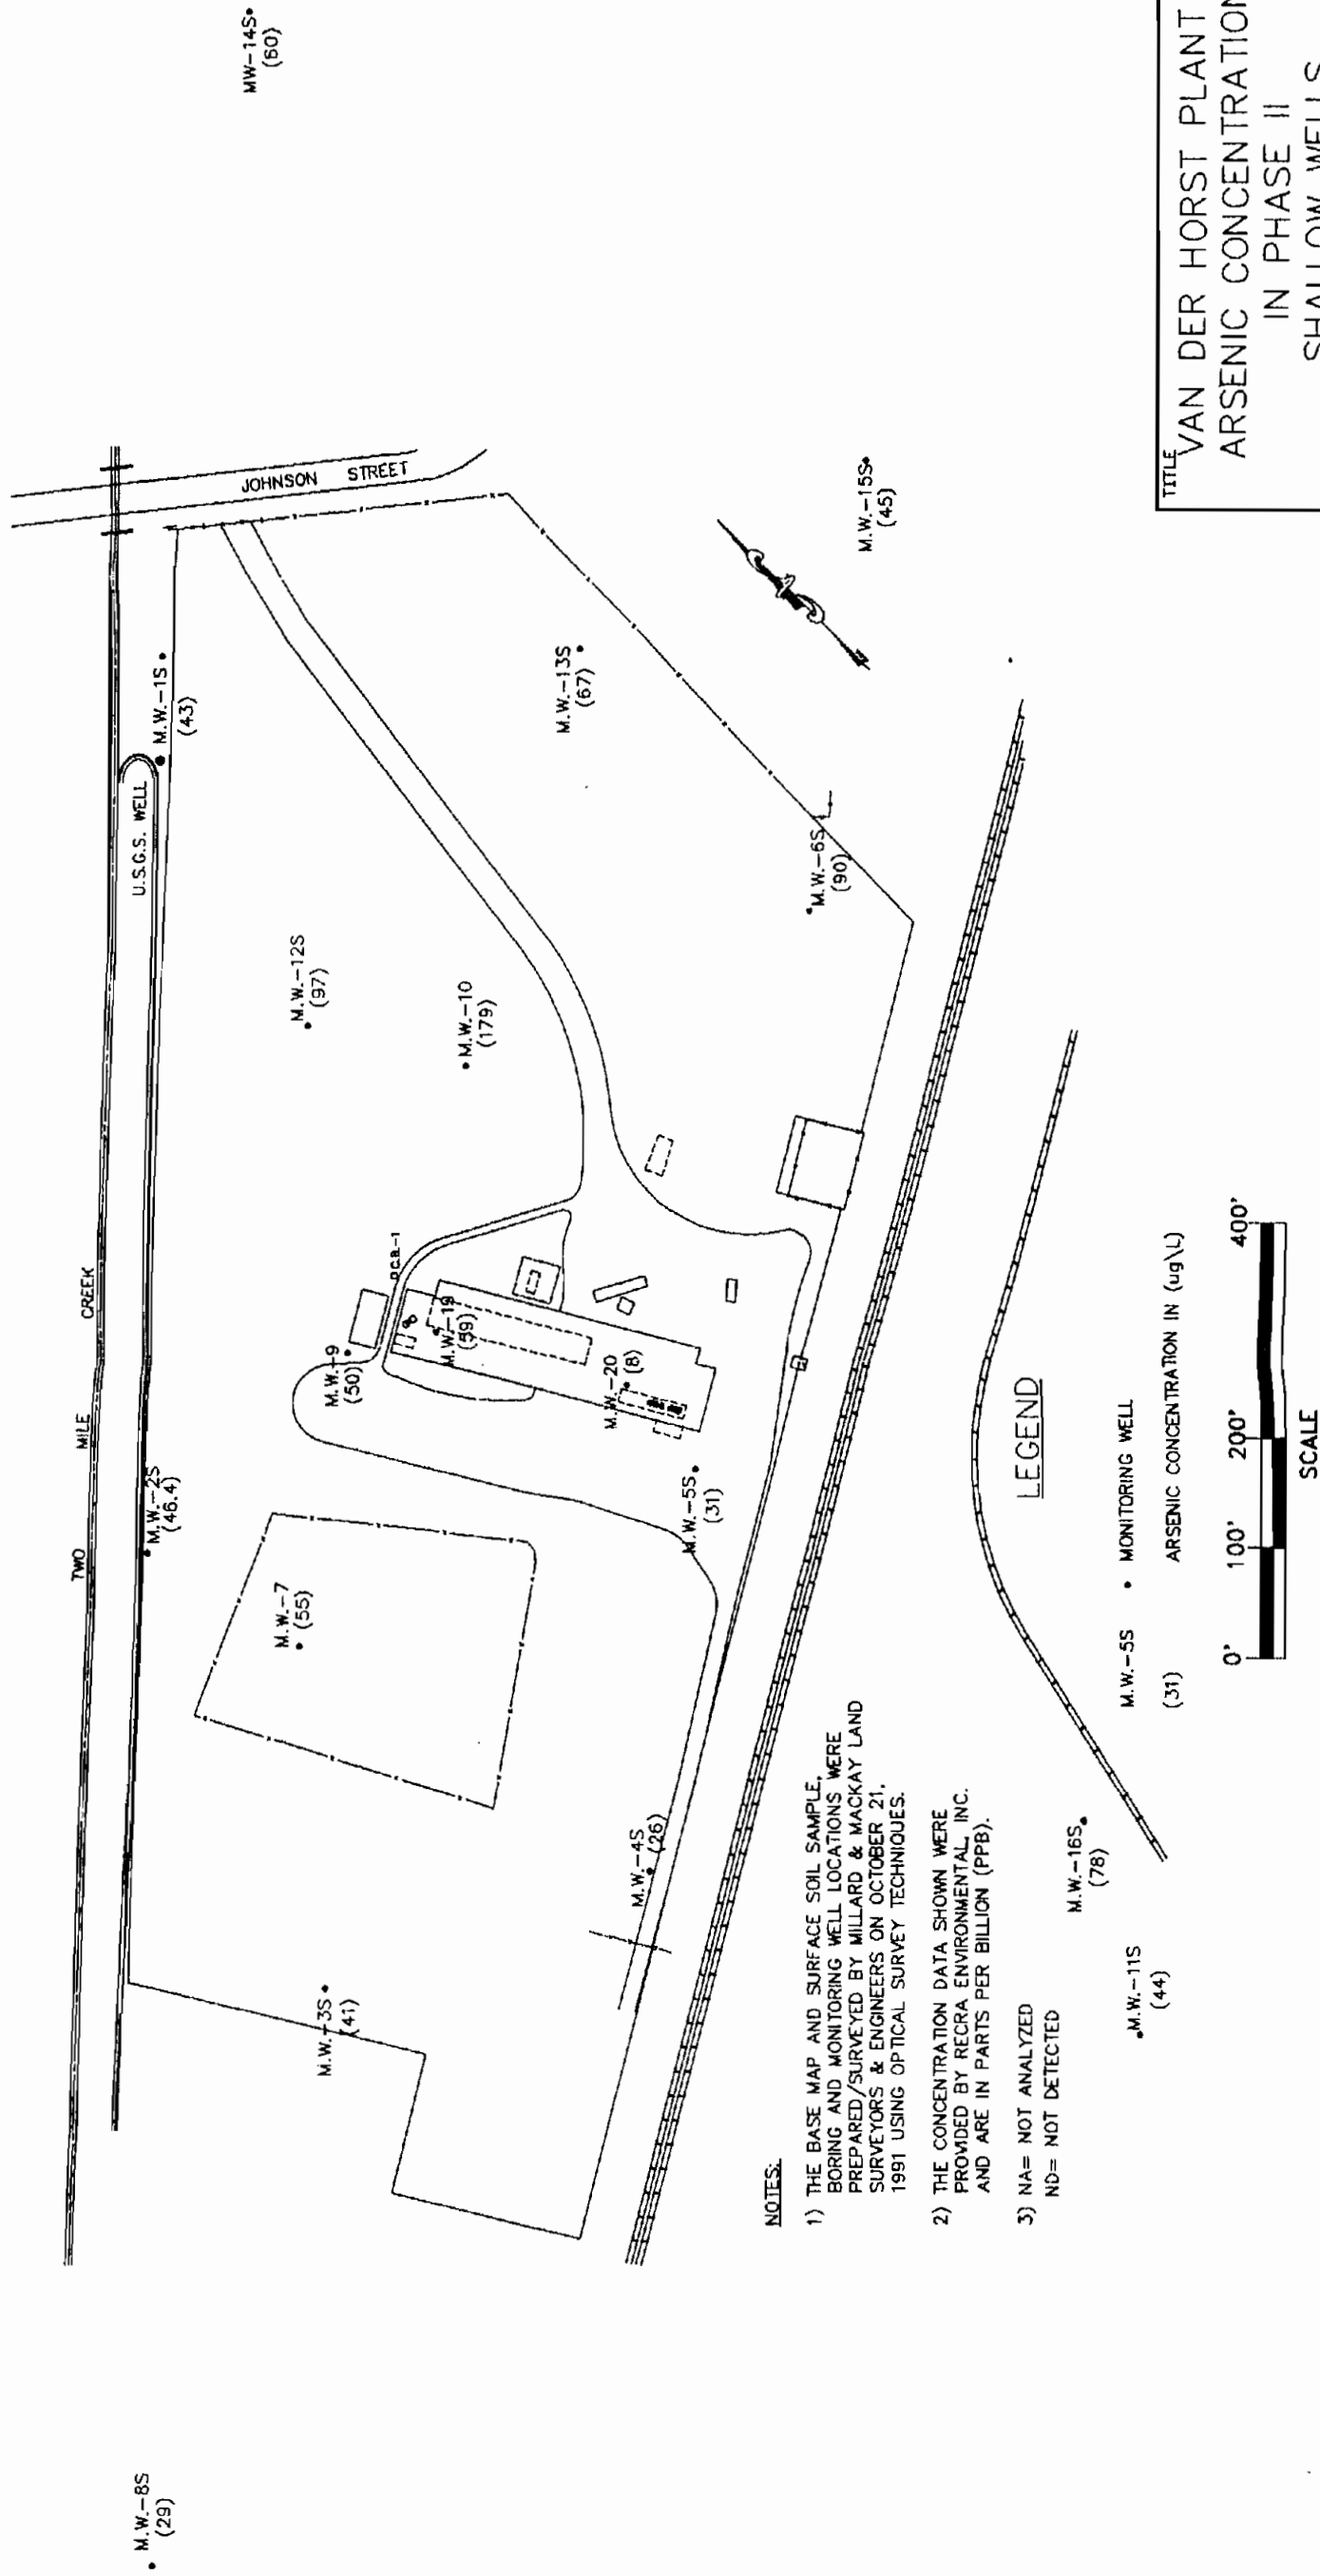 MW-14S
(60)
JOHNSON STREET
M.W.-15S
(45)
M.W.-1S
(43)
U.S.G.S. WELL
M.W.-13S
(67)
M.W.-6S
(90)
M.W.-12S
(97)
M.W.-10
(179)
TWO MILE CREEK
M.W.-9
(50)
M.W.-19
(59)
M.W.-20
(8)
M.W.-2S
(46.4)
M.W.-5S
(31)
M.W.-7
(55)
M.W.-4S
(26)
M.W.-3S
(41)
M.W.-16S
(78)
M.W.-11S
(44)
M.W.-8S
(29)
NOTES:
1) THE BASE MAP AND SURFACE SOIL SAMPLE,
BORING AND MONITORING WELL LOCATIONS WERE
PREPARED/SURVEYED BY MILLARD & MACKAY LAND
SURVEYORS & ENGINEERS ON OCTOBER 21,
1991 USING OPTICAL SURVEY TECHNIQUES.
2) THE CONCENTRATION DATA SHOWN WERE
PROVIDED BY RECRA ENVIRONMENTAL, INC.
AND ARE IN PARTS PER BILLION (PPB).
3) NA= NOT ANALYZED
ND= NOT DETECTED
LEGEND
M.W.-5S • MONITORING WELL
(31) ARSENIC CONCENTRATION IN (ug\L)
0' 100' 200' 400'
SCALE
TITLE
VAN DER HORST PLANT
ARSENIC CONCENTRATION
IN PHASE II
SHALLOW WELLS